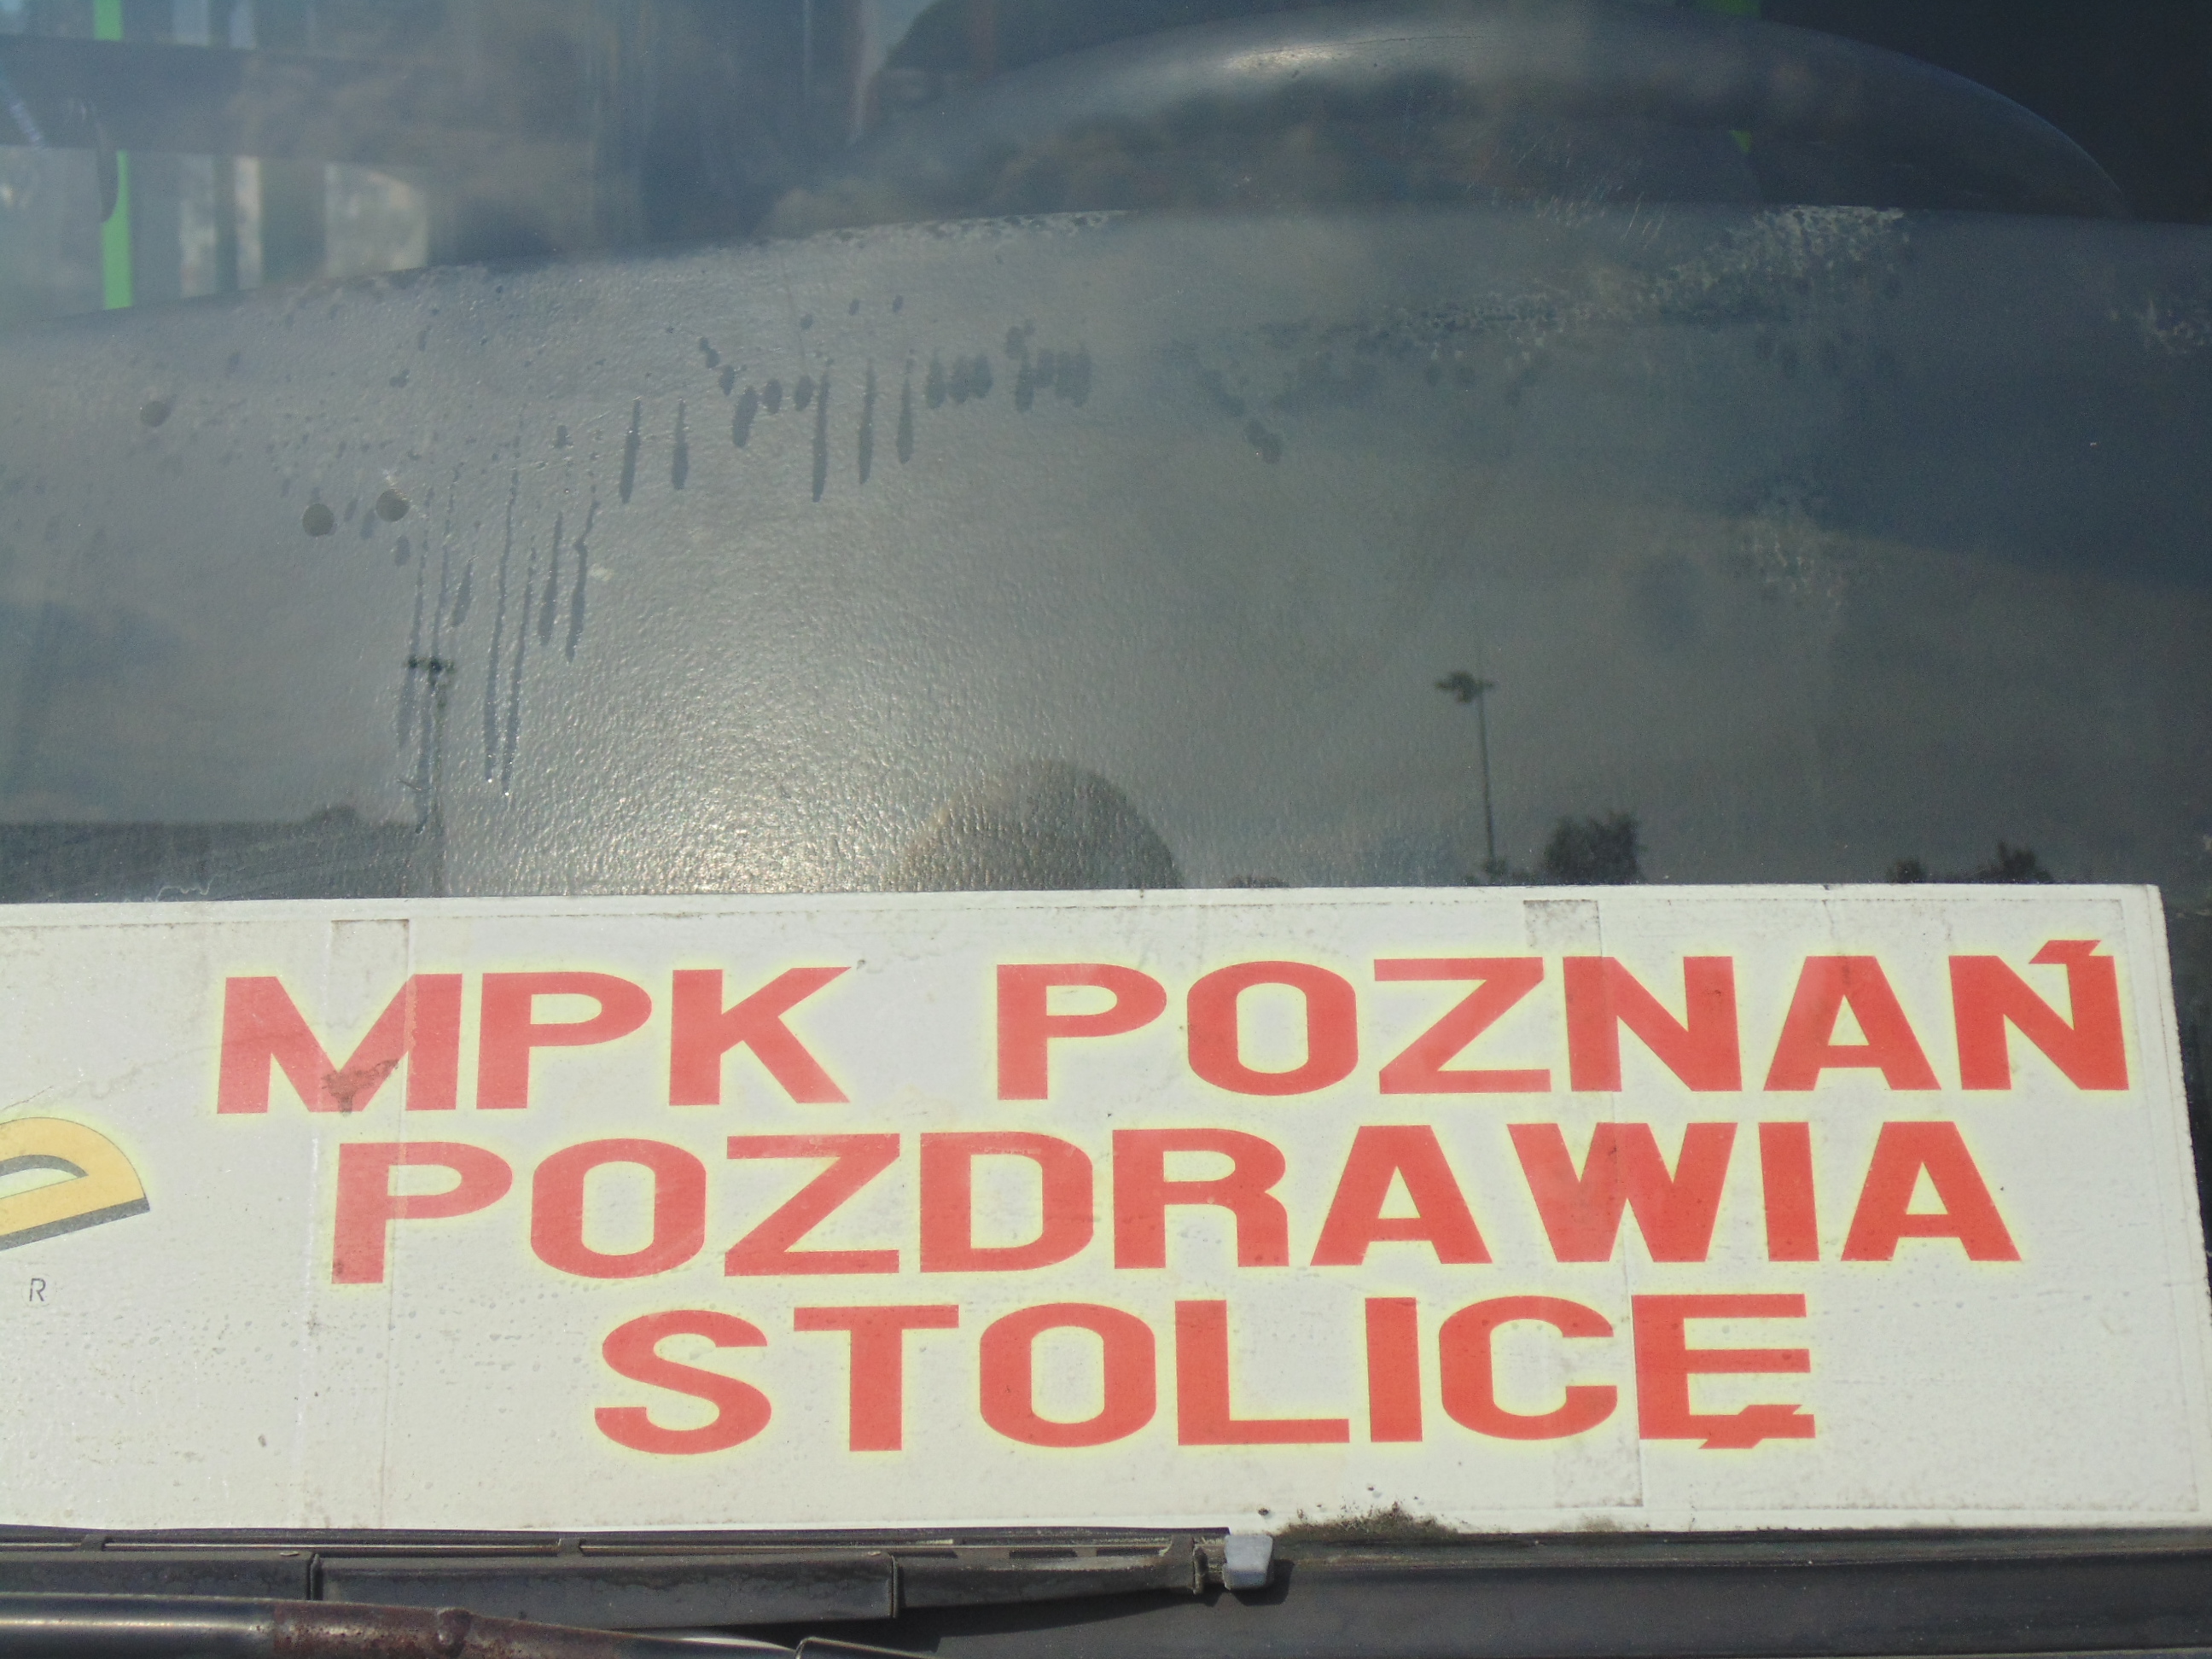 MPK POZNAŃ
POZDRAWIA
STOLICĘ
R